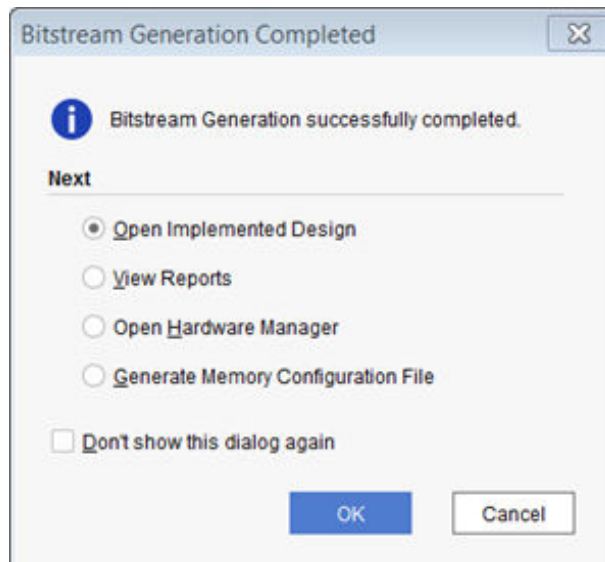 Bitstream Generation Completed
Bitstream Generation successfully completed.
Next
Open Implemented Design
View Reports
Open Hardware Manager
Generate Memory Configuration File
Don't show this dialog again
OK Cancel